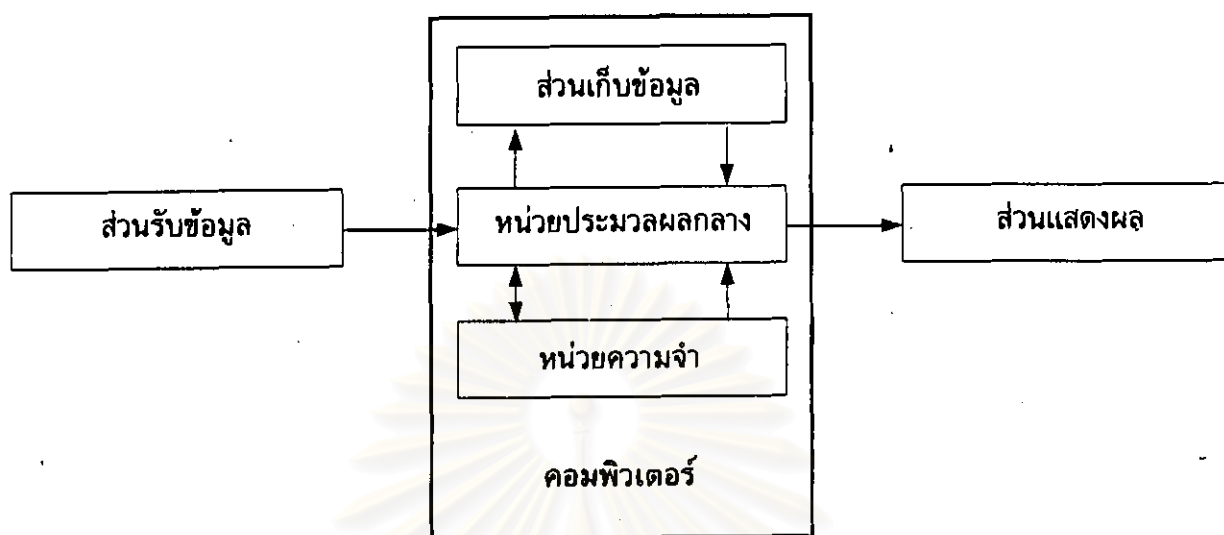 ส่วนเก็บข้อมูล
ส่วนรับข้อมูล
หน่วยประมวลผลกลาง
ส่วนแสดงผล
หน่วยความจำ
คอมพิวเตอร์